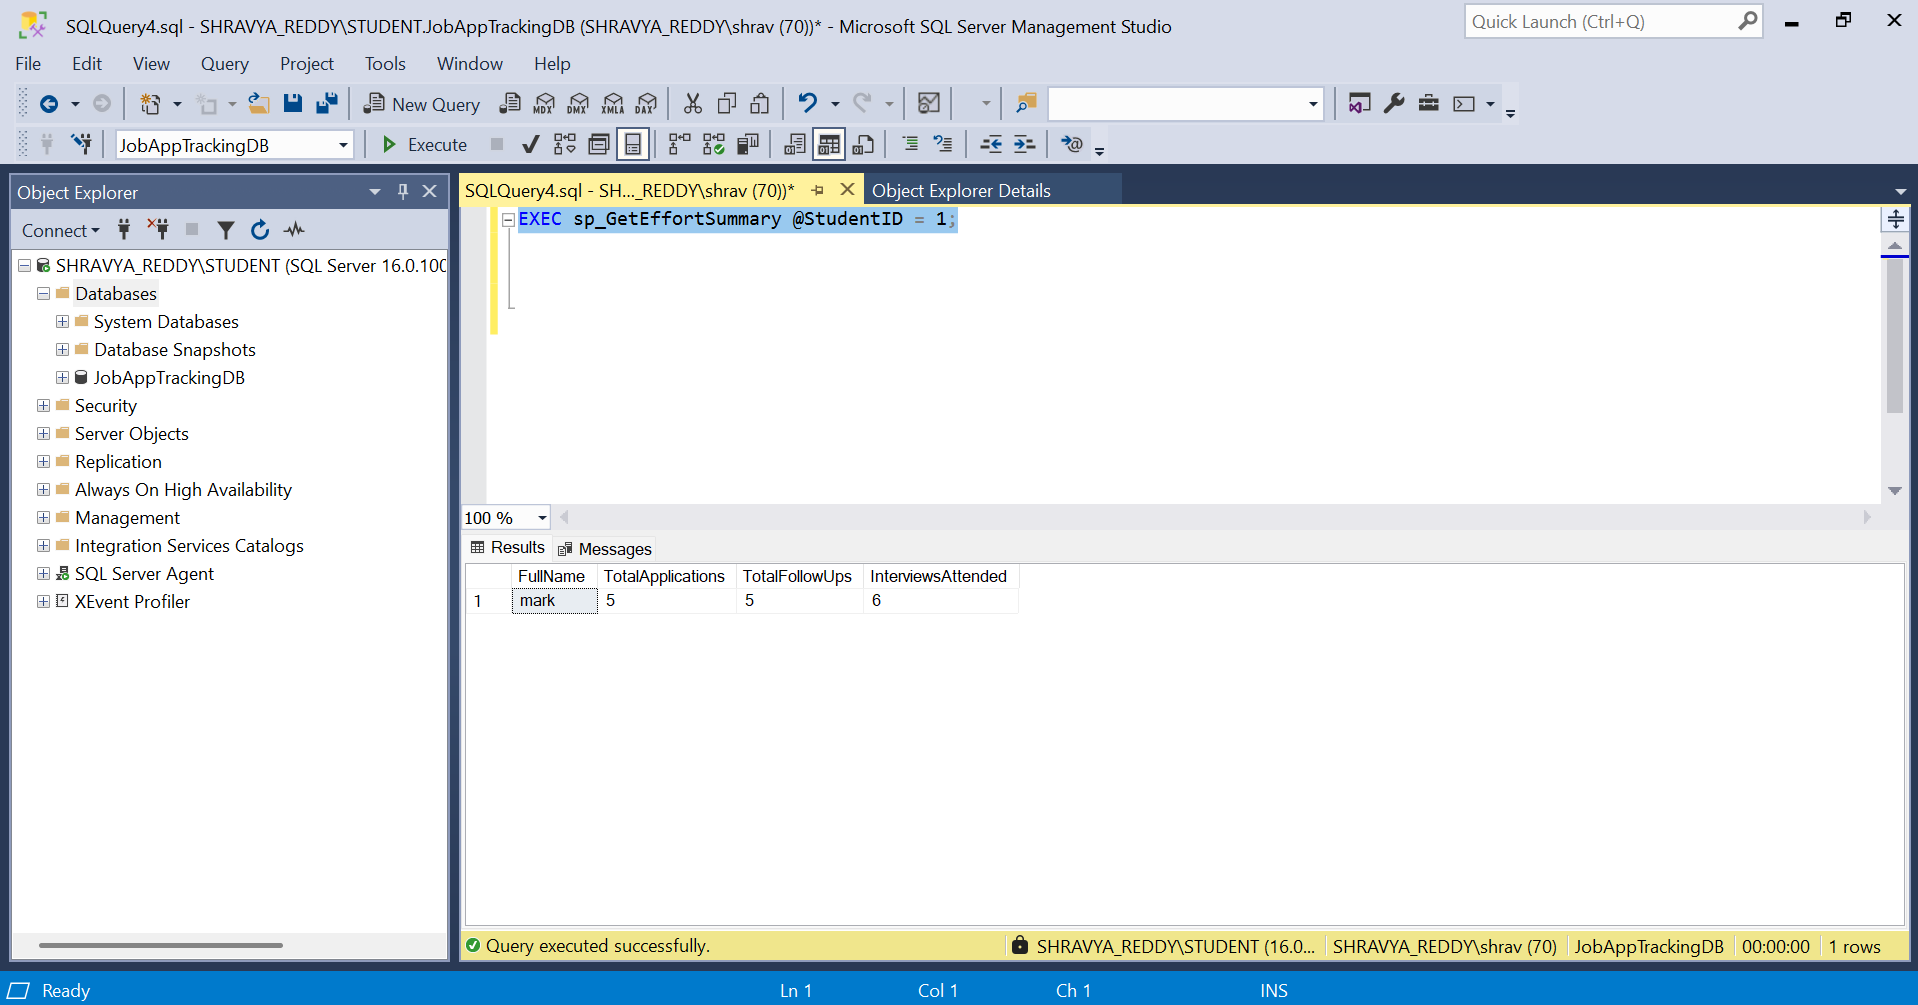 SQLQuery4.sql - SHRAVYA_REDDY\STUDENT.JobAppTrackingDB (SHRAVYA_REDDY\shrav (70))* - Microsoft SQL Server Management Studio
Quick Launch (Ctrl+Q)
File Edit View Query Project Tools Window Help
New Query MDX DMX XMLA DAX
JobAppTrackingDB Execute
Object Explorer
Connect
SHRAVYA_REDDY\STUDENT (SQL Server 16.0.100
Databases
System Databases
Database Snapshots
JobAppTrackingDB
Security
Server Objects
Replication
Always On High Availability
Management
Integration Services Catalogs
SQL Server Agent
XEvent Profiler
SQLQuery4.sql - SH..._REDDY\shrav (70))* Object Explorer Details
EXEC sp_GetEffortSummary @StudentID = 1;
100 %
Results Messages
FullName TotalApplications TotalFollowUps InterviewsAttended
1 mark 5 5 6
Query executed successfully. SHRAVYA_REDDY\STUDENT (16.0... SHRAVYA_REDDY\shrav (70) JobAppTrackingDB 00:00:00 1 rows
Ready Ln 1 Col 1 Ch 1 INS